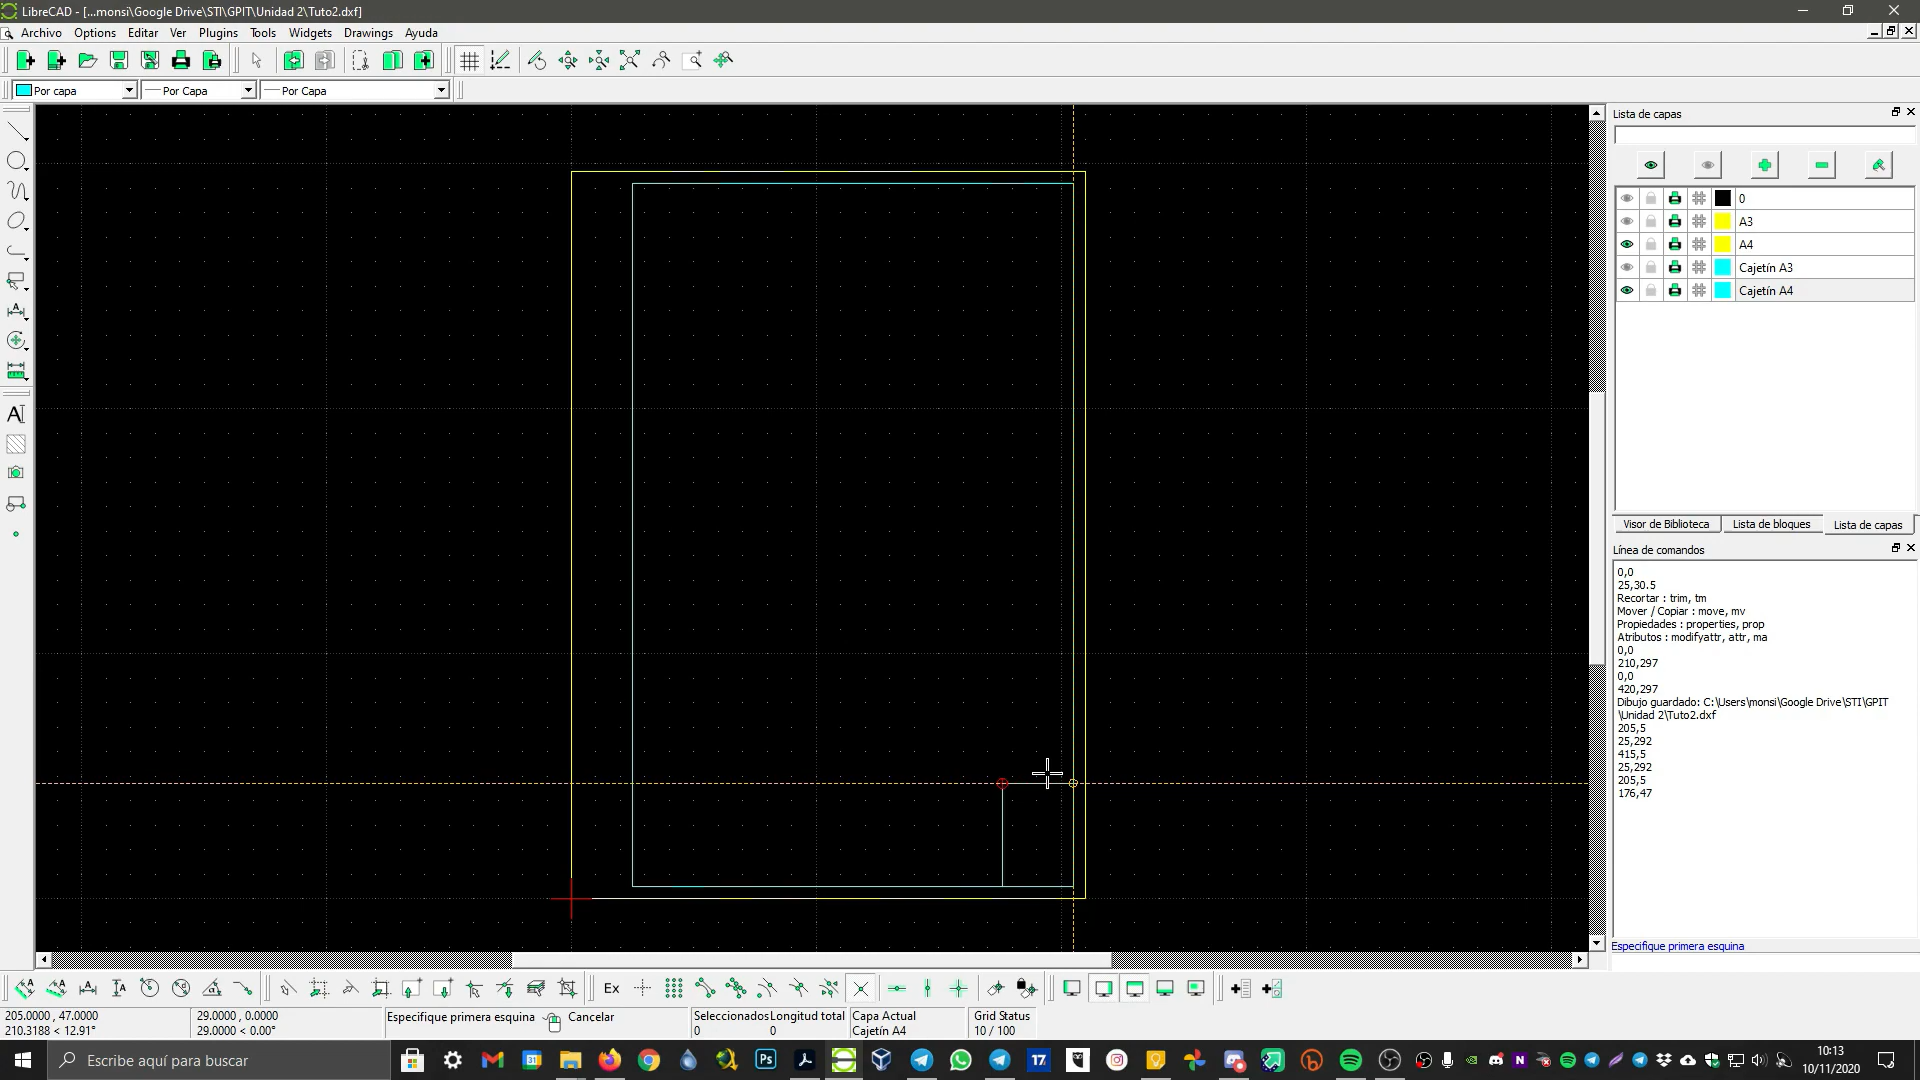 LibreCAD - [...monsi\Google Drive\STI\GPIT\Unidad 2\Tuto2.dxf]
Archivo Options Editar Ver Plugins Tools Widgets Drawings Ayuda
Por capa Por Capa Por Capa
Lista de capas
0
A3
A4
Cajetín A3
Cajetín A4
Visor de Biblioteca Lista de bloques Lista de capas
Línea de comandos
0,0
25,30.5
Recortar : trim, tm
Mover / Copiar : move, mv
Propiedades : properties, prop
Atributos : modifyattr, attr, ma
0,0
210,297
0,0
420,297
Dibujo guardado: C:\Users\monsi\Google Drive\STI\GPIT
\Unidad 2\Tuto2.dxf
205,5
25,292
415,5
25,292
205,5
176,47
Especifique primera esquina
Ex
205.0000 , 47.0000 29.0000 , 0.0000 Especifique primera esquina Cancelar Seleccionados Longitud total Capa Actual Grid Status
210.3188 < 12.91° 29.0000 < 0.00° 0 0 Cajetín A4 10 / 100
Escribe aquí para buscar
31
Ps
17
N
10:13
10/11/2020